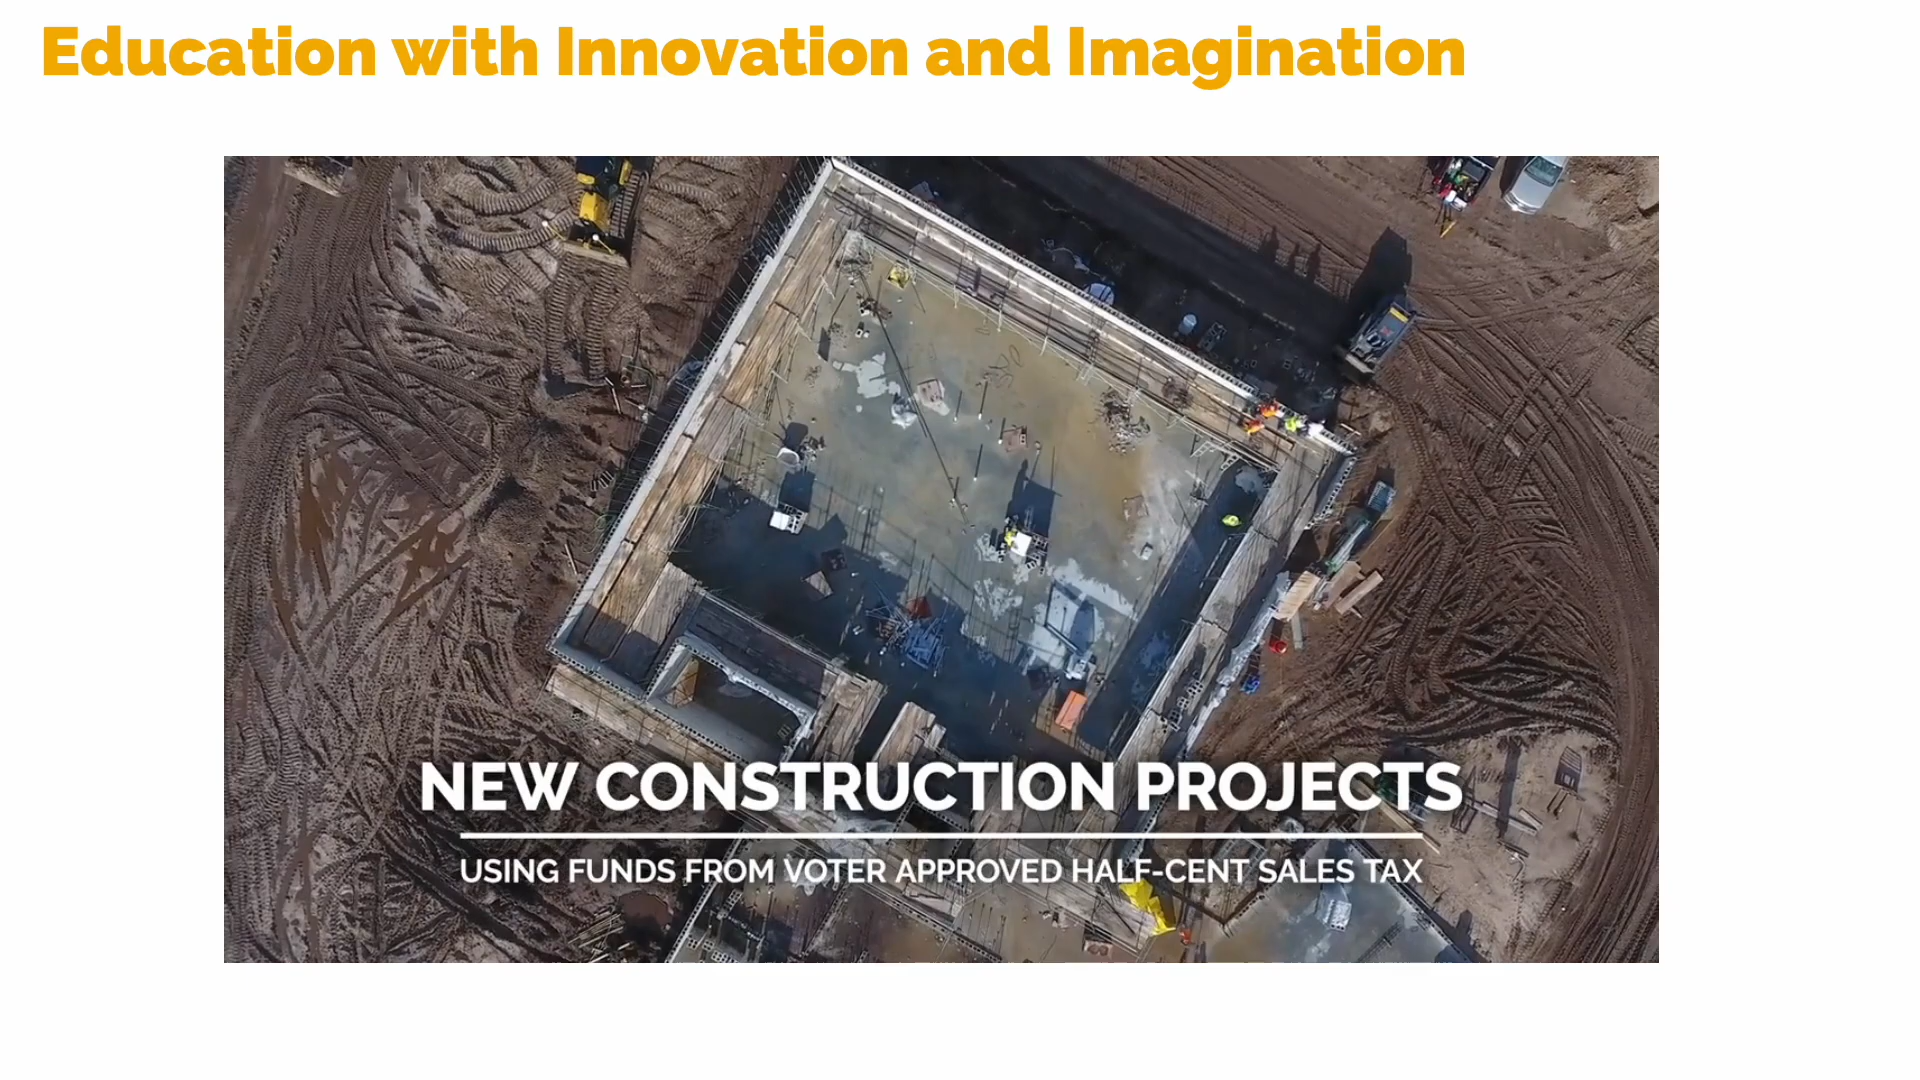 Education with Innovation and Imagination
NEW CONSTRUCTION PROJECTS
USING FUNDS FROM VOTER APPROVED HALF-CENT SALES TAX